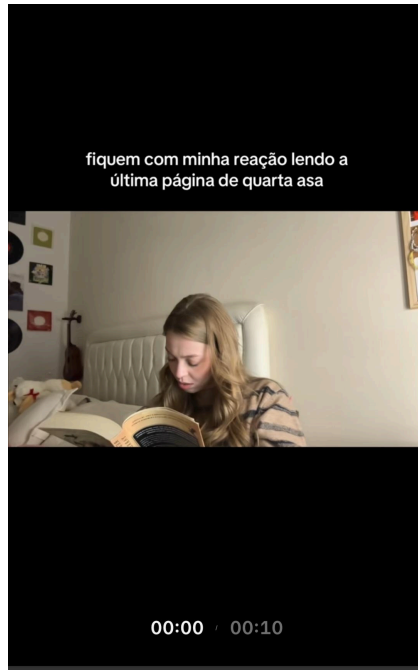 fiquem com minha reação lendo a
última página de quarta asa
00:00 / 00:10